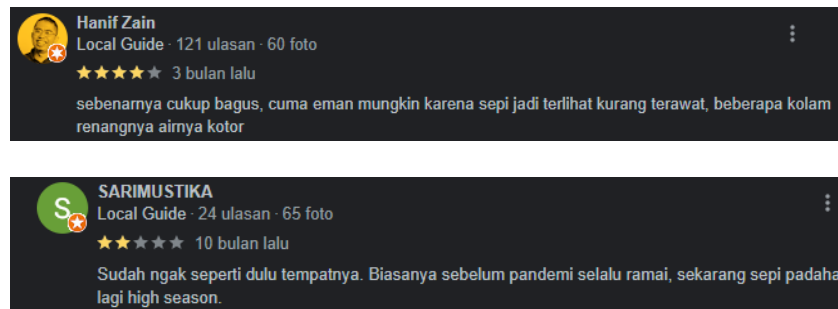 Hanif Zain
Local Guide · 121 ulasan · 60 foto
3 bulan lalu
sebenarnya cukup bagus, cuma eman mungkin karena sepi jadi terlihat kurang terawat, beberapa kolam
renangnya airnya kotor
S
SARIMUSTIKA
Local Guide · 24 ulasan · 65 foto
10 bulan lalu
Sudah ngak seperti dulu tempatnya. Biasanya sebelum pandemi selalu ramai, sekarang sepi padaha
lagi high season.